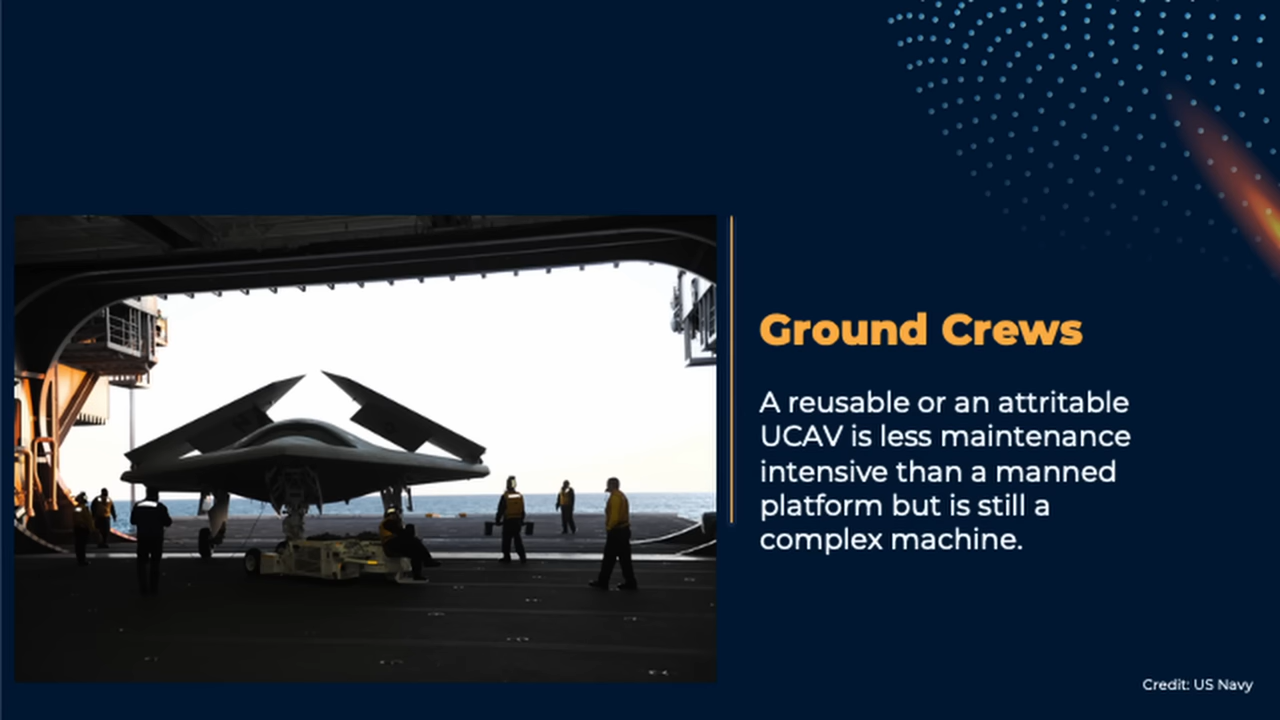 Ground Crews
A reusable or an attritable
UCAV is less maintenance
intensive than a manned
platform but is still a
complex machine.
Credit: US Navy